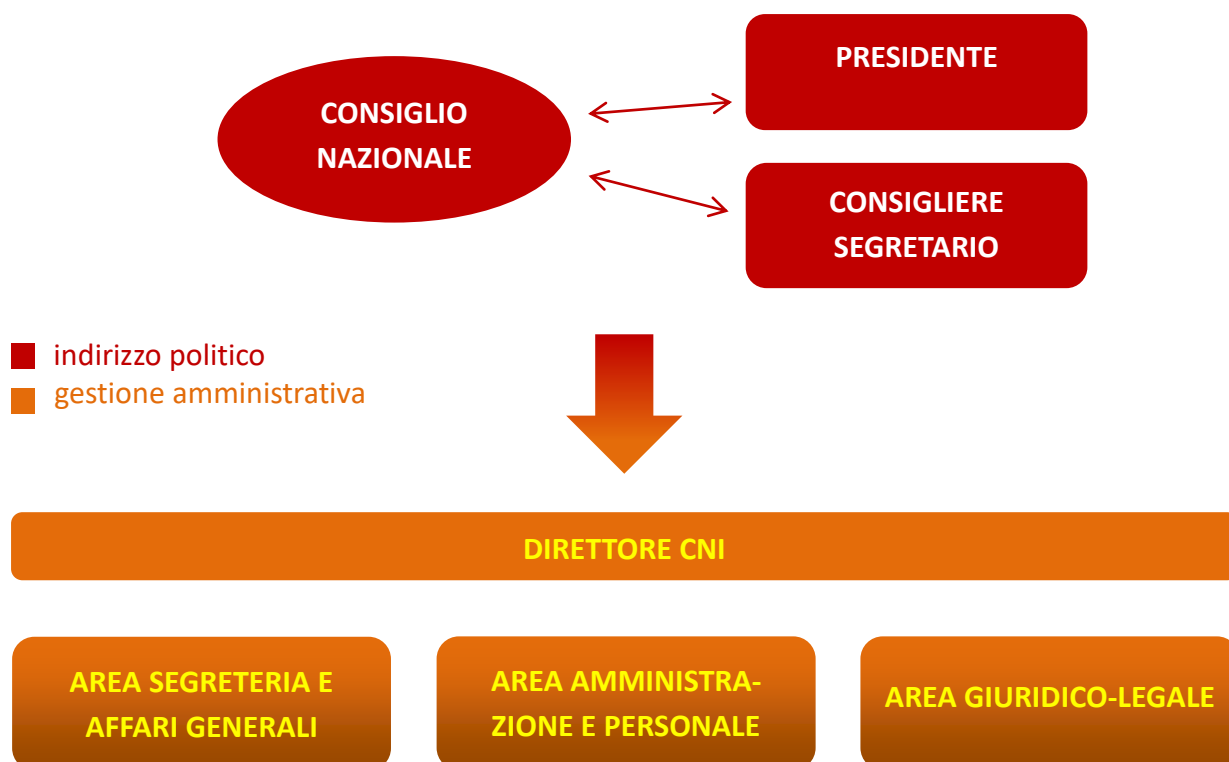 PRESIDENTE
CONSIGLIO
NAZIONALE
CONSIGLIERE
SEGRETARIO
indirizzo politico
gestione amministrativa
DIRETTORE CNI
AREA SEGRETERIA E
AFFARI GENERALI
AREA AMMINISTRA-
ZIONE E PERSONALE
AREA GIURIDICO-LEGALE